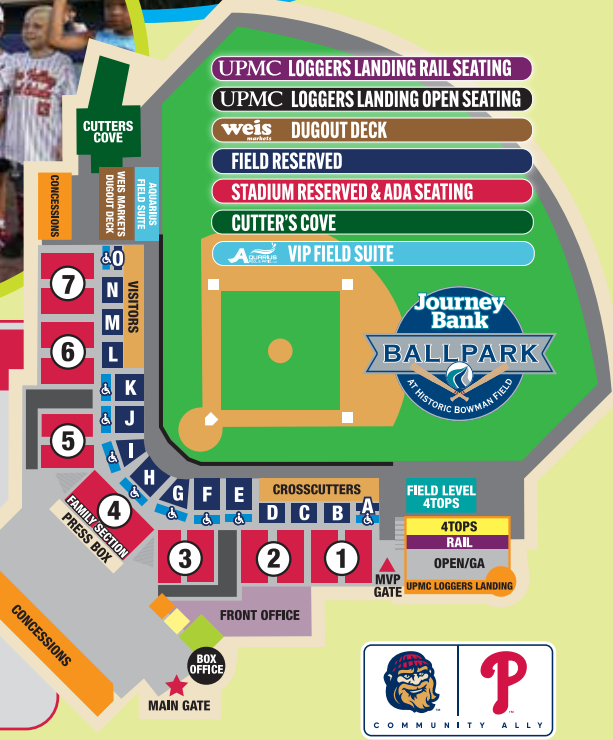 UPMC LOGGERS LANDING RAIL SEATING
UPMC LOGGERS LANDING OPEN SEATING
weis markets DUGOUT DECK
FIELD RESERVED
STADIUM RESERVED & ADA SEATING
CUTTER'S COVE
VIP FIELD SUITE
CUTTERS
COVE
CONCESSIONS
WEIS MARKETS
DUGOUT DECK
AQUARIUS
FIELD SUITE
VISITORS
O
N
M
L
K
J
I
H
G
F
E
D
C
B
A
7
6
5
4
FAMILY SECTION
PRESS BOX
3
2
1
CROSSCUTTERS
Journey
Bank
BALLPARK
AT HISTORIC BOWMAN FIELD
FIELD LEVEL
4TOPS
4TOPS
RAIL
OPEN/GA
UPMC LOGGERS LANDING
MVP
GATE
FRONT OFFICE
BOX
OFFICE
MAIN GATE
CONCESSIONS
P
COMMUNITY ALLY